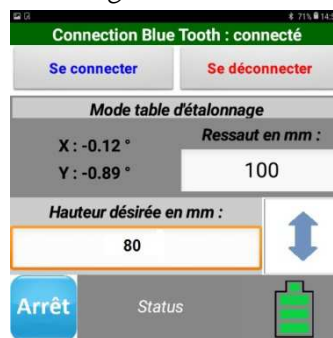 71% 14:5
Connection Blue Tooth : connecté
Se connecter Se déconnecter
Mode table d'étalonnage
X : -0.12 ° Ressaut en mm :
Y : -0.89 ° 100
Hauteur désirée en mm :
80
Arrêt Status